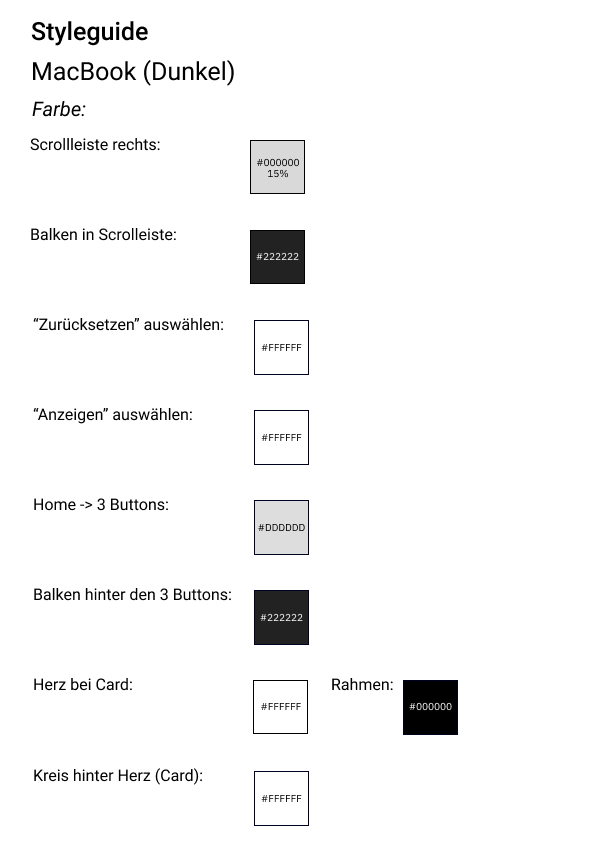 Styleguide
MacBook (Dunkel)
Farbe:
Scrollleiste rechts:
#000000
15%
Balken in Scrolleiste:
#222222
“Zurücksetzen” auswählen:
#FFFFFF
“Anzeigen” auswählen:
#FFFFFF
Home -> 3 Buttons:
#DDDDDD
Balken hinter den 3 Buttons:
#222222
Herz bei Card:
#FFFFFF
Rahmen:
#000000
Kreis hinter Herz (Card):
#FFFFFF